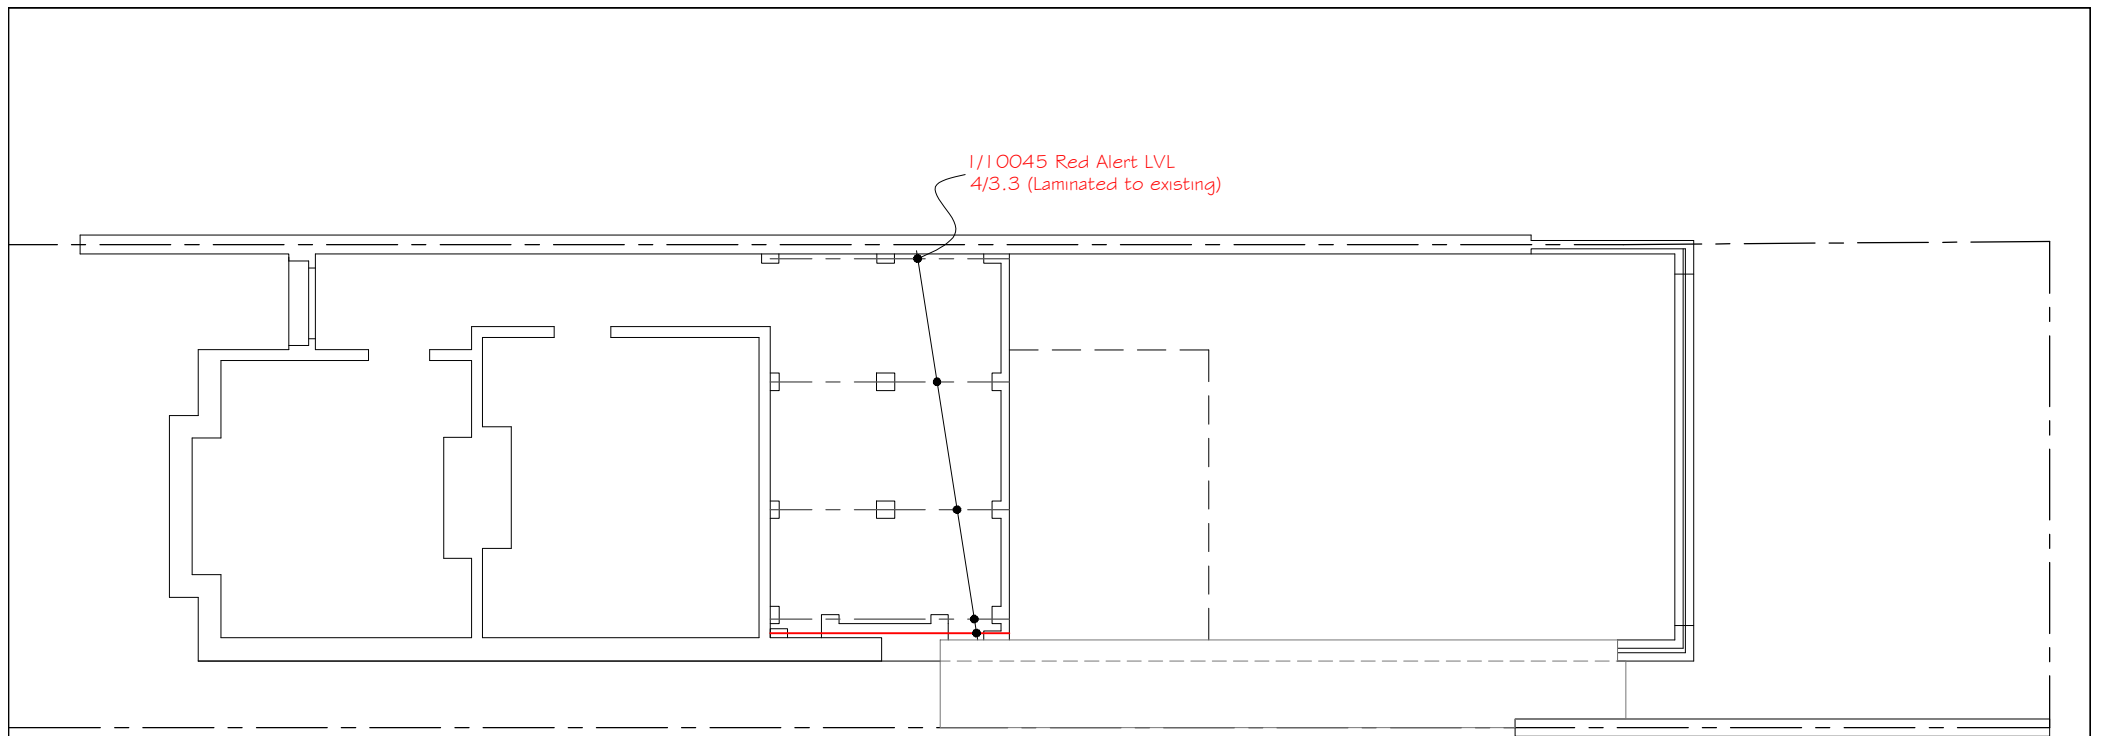 1/10045 Red Alert LVL
4/3.3 (Laminated to existing)